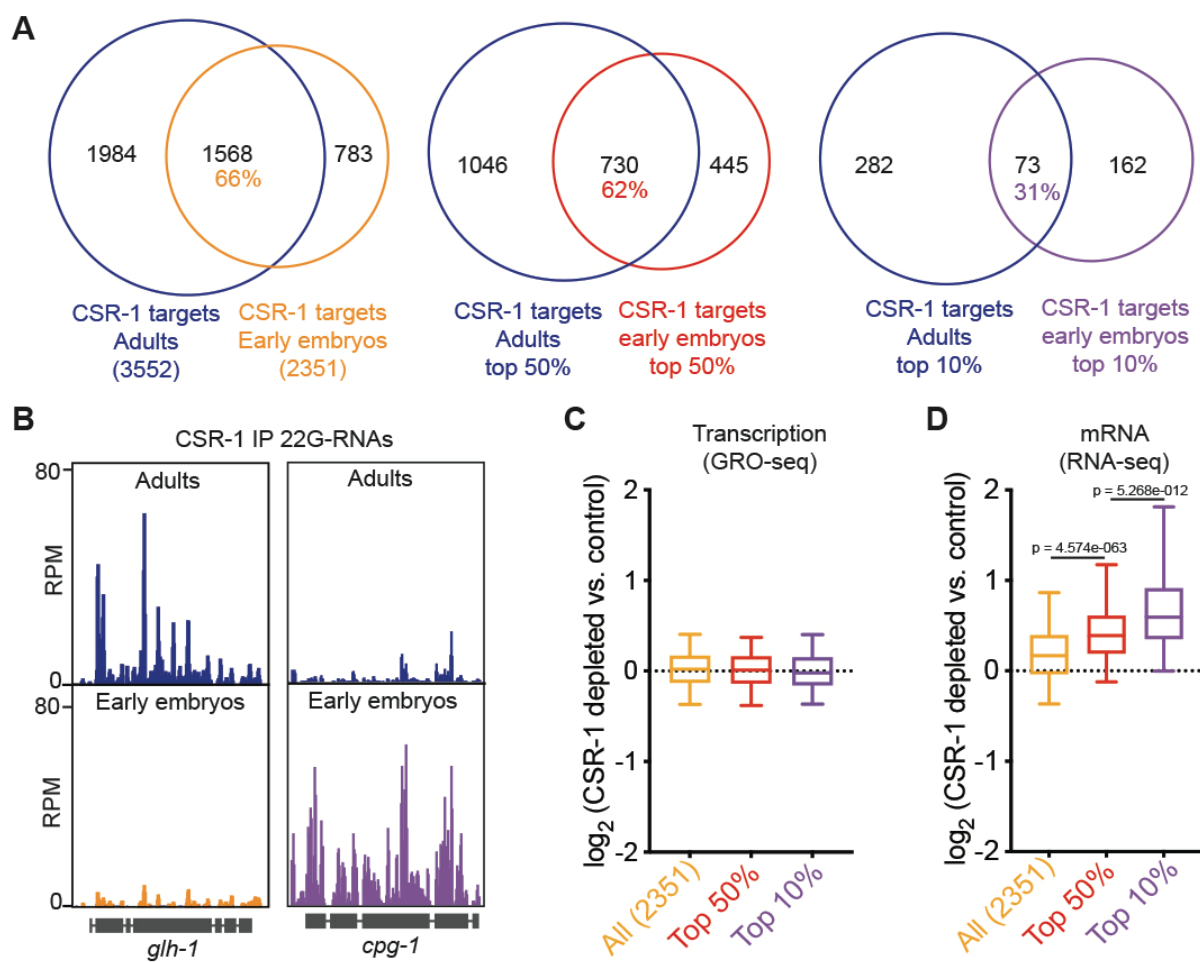 A
1984
1568
66%
783
CSR-1 targets
Adults
(3552)
CSR-1 targets
Early embryos
(2351)
1046
730
62%
445
CSR-1 targets
Adults
top 50%
CSR-1 targets
early embryos
top 50%
282
73
31%
162
CSR-1 targets
Adults
top 10%
CSR-1 targets
early embryos
top 10%
B
CSR-1 IP 22G-RNAs
80
RPM
0
Adults
Adults
80
RPM
0
Early embryos
Early embryos
glh-1
cpg-1
C
Transcription
(GRO-seq)
log2 (CSR-1 depleted vs. control)
2
1
0
-1
-2
All (2351)
Top 50%
Top 10%
D
mRNA
(RNA-seq)
log2 (CSR-1 depleted vs. control)
2
1
0
-1
-2
p = 5.268e-012
p = 4.574e-063
All (2351)
Top 50%
Top 10%